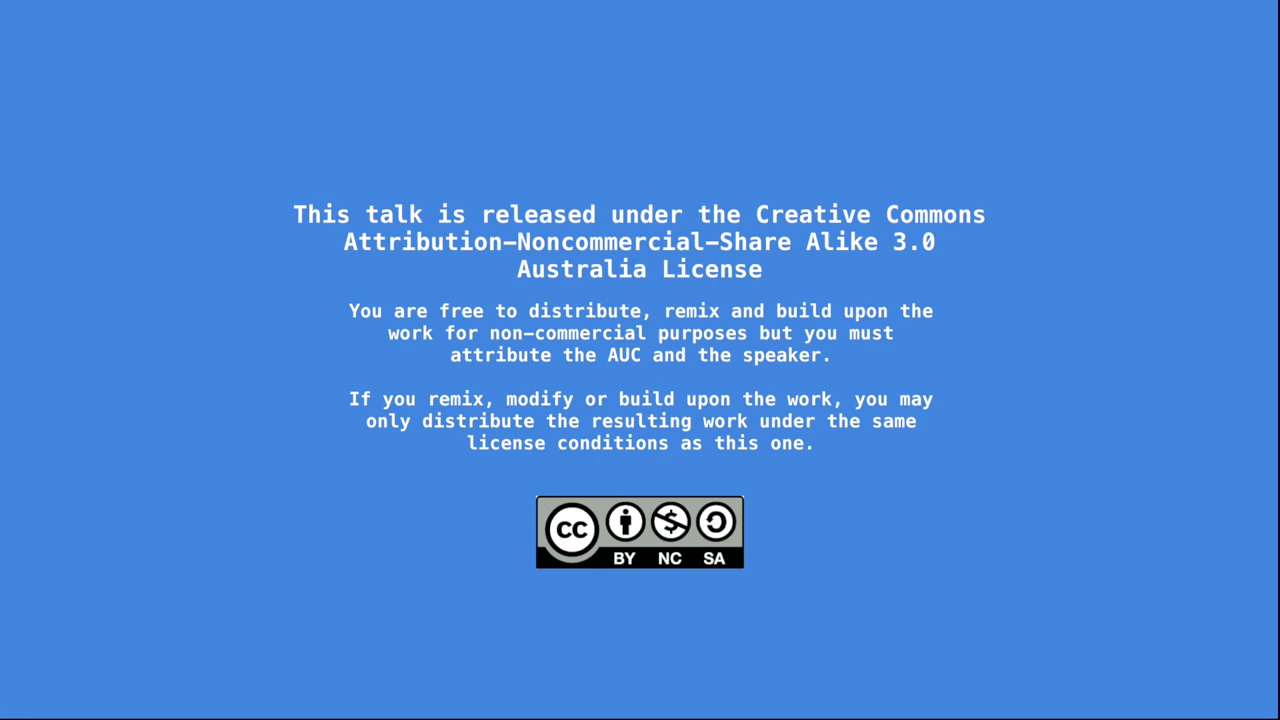 This talk is released under the Creative Commons
Attribution–Noncommercial–Share Alike 3.0
Australia License
You are free to distribute, remix and build upon the
work for non–commercial purposes but you must
attribute the AUC and the speaker.
If you remix, modify or build upon the work, you may
only distribute the resulting work under the same
license conditions as this one.
CC
BY NC SA